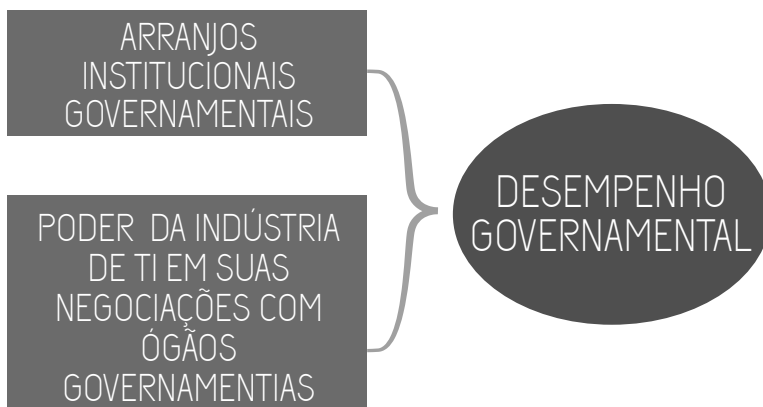 ARRANJOS
INSTITUCIONAIS
GOVERNAMENTAIS
PODER DA INDÚSTRIA
DE TI EM SUAS
NEGOCIAÇÕES COM
ÓGÃOS
GOVERNAMENTIAS
DESEMPENHO
GOVERNAMENTAL